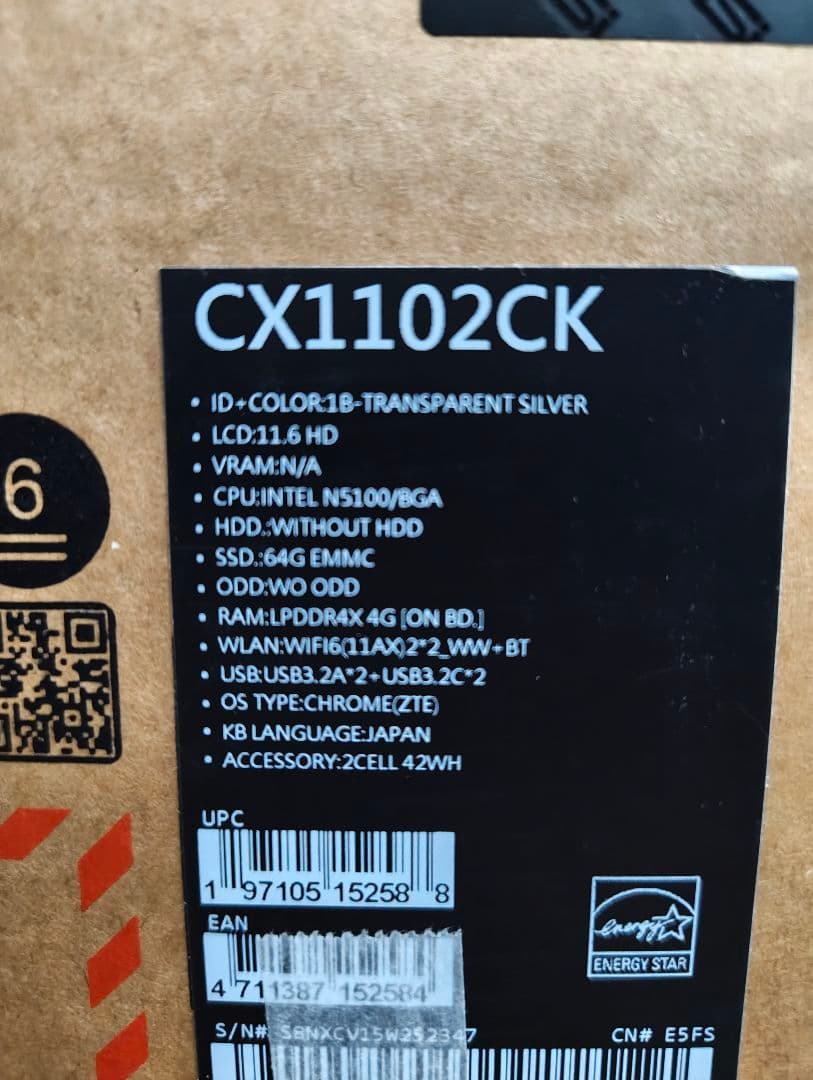 CX1102CK
• ID+COLOR:1B-TRANSPARENT SILVER
• LCD:11.6 HD
• VRAM:N/A
• CPU:INTEL N5100/BGA
• HDD.:WITHOUT HDD
• SSD.:64G EMMC
• ODD:WO ODD
• RAM:LPDDR4X 4G [ON BD.]
• WLAN:WIFI6(11AX)2*2_WW+BT
• USB:USB3.2A*2+USB3.2C*2
• OS TYPE:CHROME(ZTE)
• KB LANGUAGE:JAPAN
• ACCESSORY:2CELL 42WH
6
UPC
1 97105 15258 8
EAN
4 711387 152584
energy
ENERGY STAR
S/N# SBNXCV15W252347
CN# E5FS